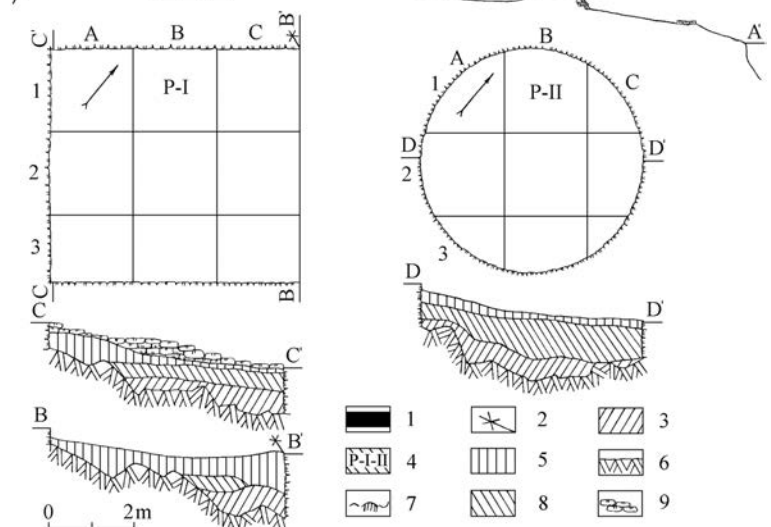 )
A'
C' A B C B'
1 P-I
2
3
C B
A B C
1 P-II
D D'
2
3
C C'
D D'
B B'
0 2m
1 2 3
P-I-II 4 5 6
7 8 9